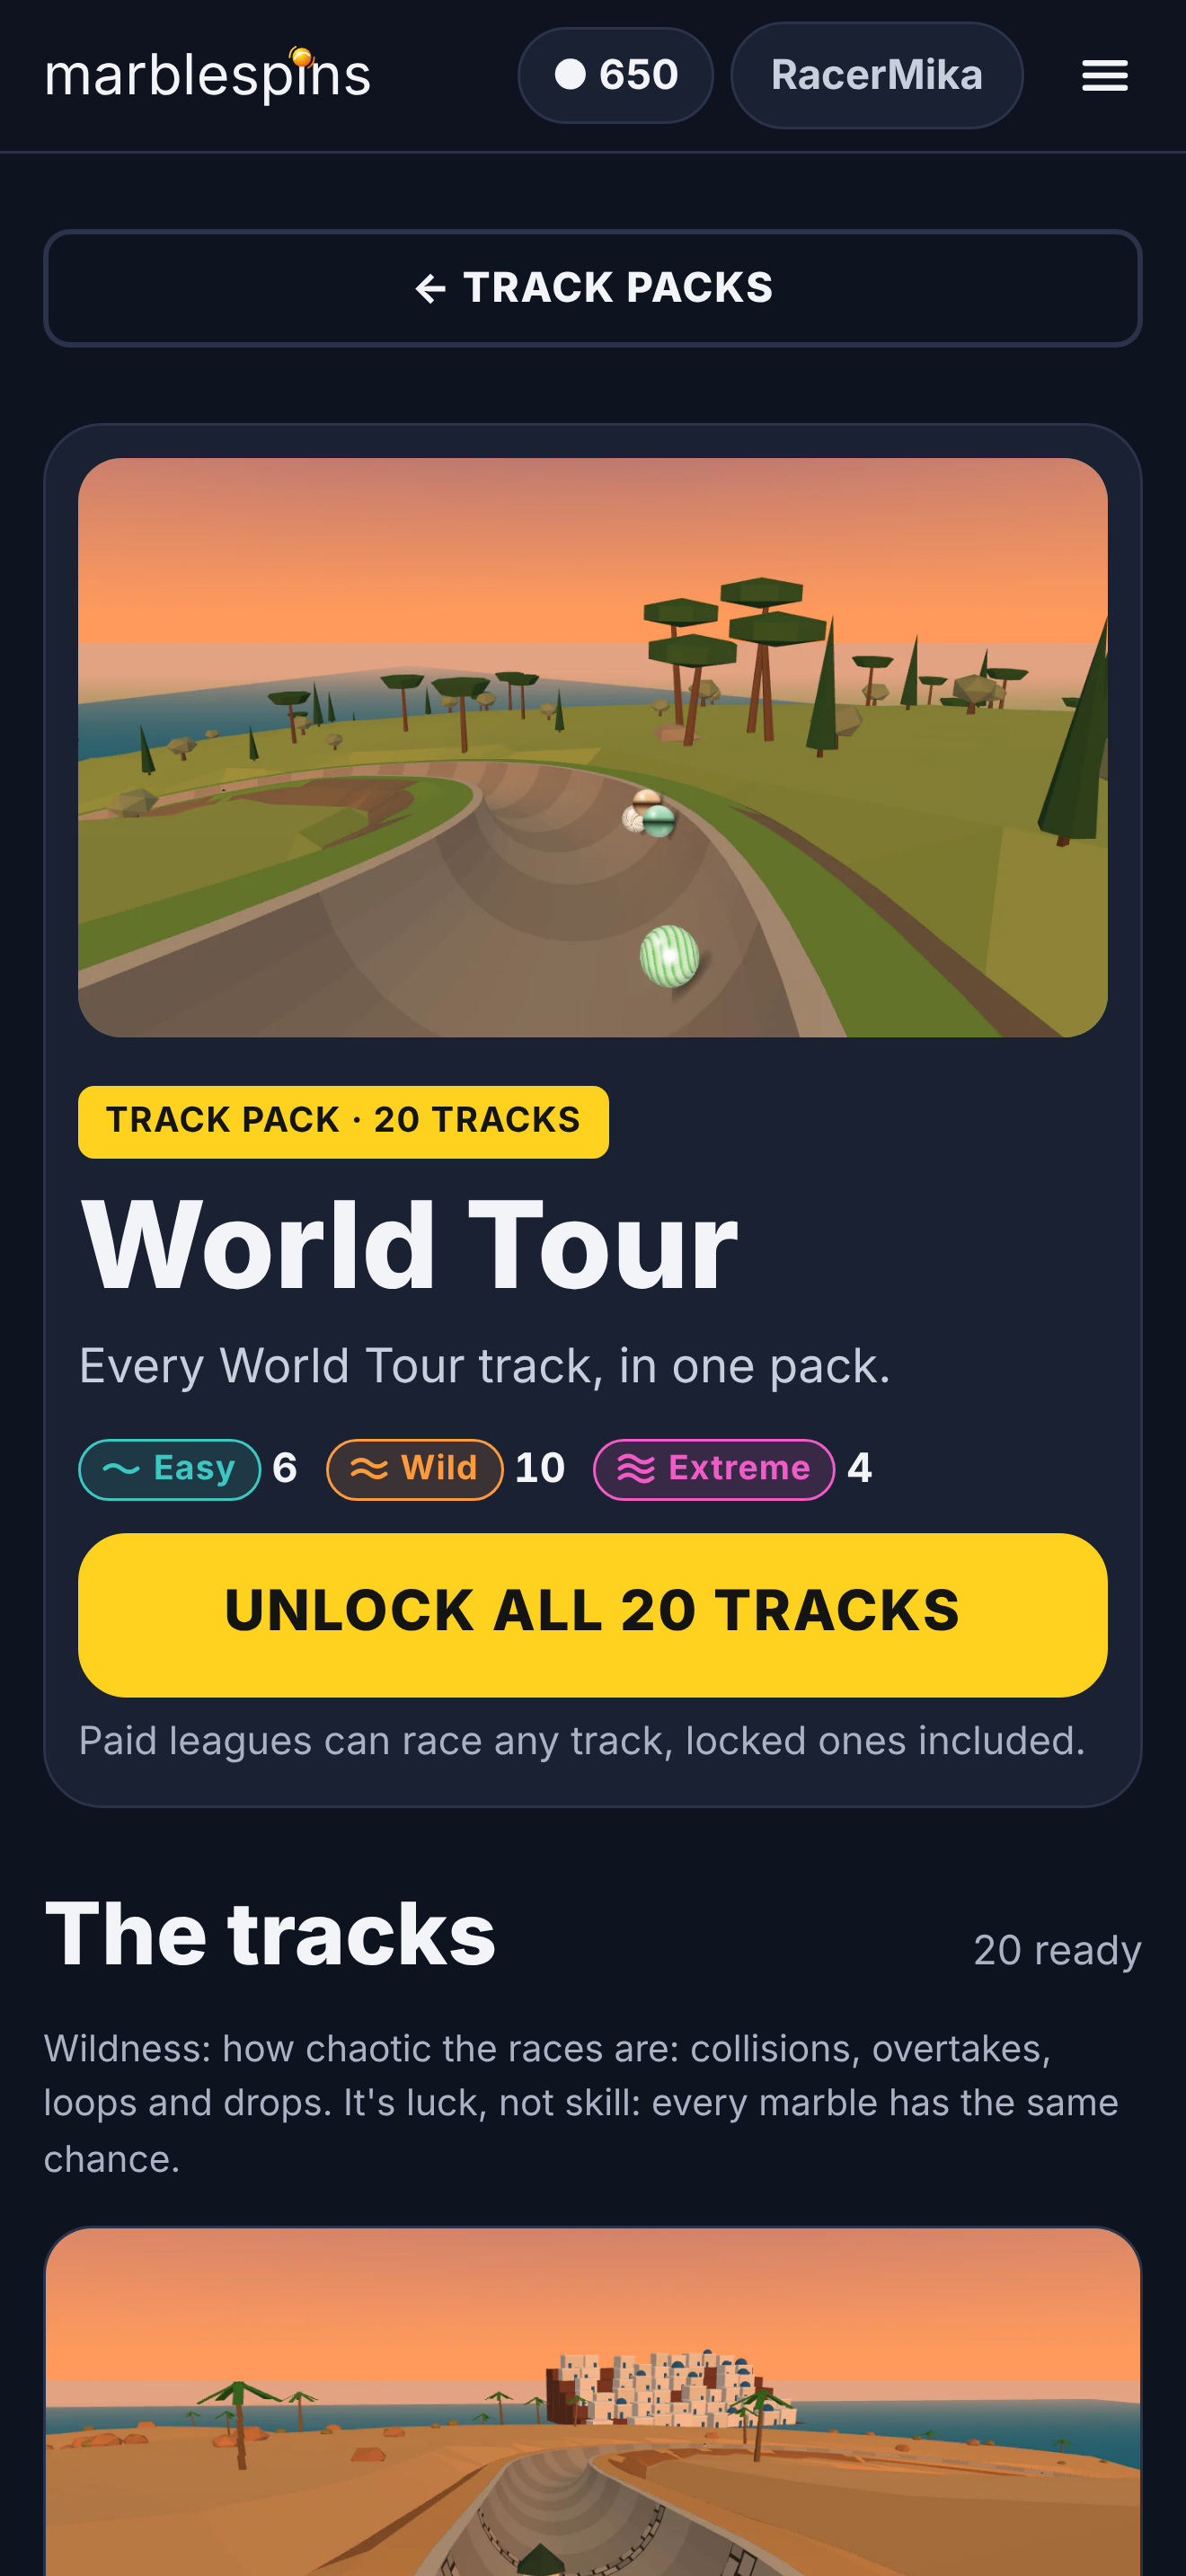 marblespins
650
RacerMika
← TRACK PACKS
TRACK PACK · 20 TRACKS
World Tour
Every World Tour track, in one pack.
Easy 6 Wild 10 Extreme 4
UNLOCK ALL 20 TRACKS
Paid leagues can race any track, locked ones included.
The tracks
20 ready
Wildness: how chaotic the races are: collisions, overtakes,
loops and drops. It's luck, not skill: every marble has the same
chance.